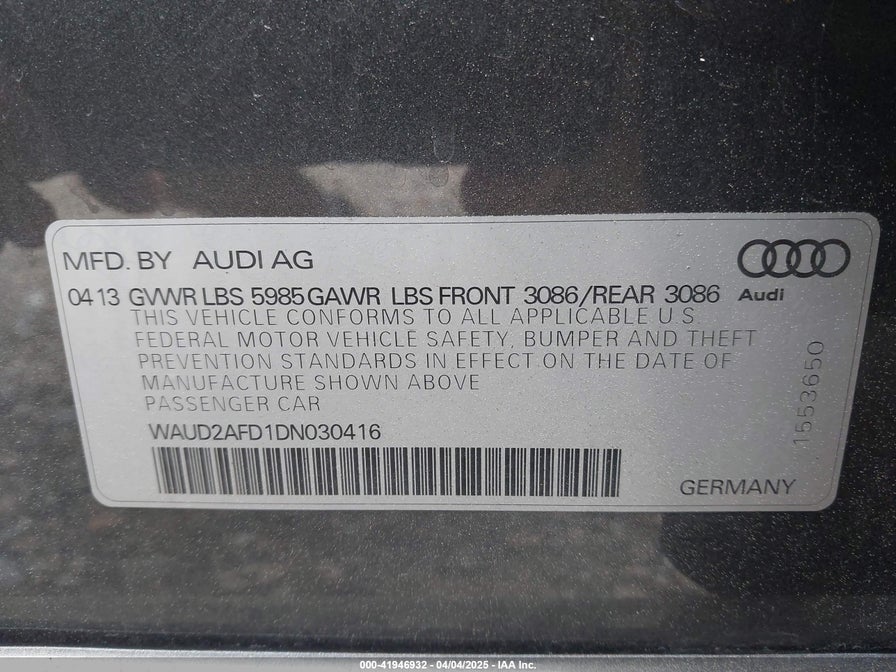 MFD. BY AUDI AG
04 13 GVWR LBS 5985 GAWR LBS FRONT 3086/REAR 3086
Audi
THIS VEHICLE CONFORMS TO ALL APPLICABLE U S
FEDERAL MOTOR VEHICLE SAFETY, BUMPER AND THEFT
PREVENTION STANDARDS IN EFFECT ON THE DATE OF
MANUFACTURE SHOWN ABOVE
PASSENGER CAR
WAUD2AFD1DN030416
1553650
GERMANY
000-41946932 - 04/04/2025 - IAA Inc.